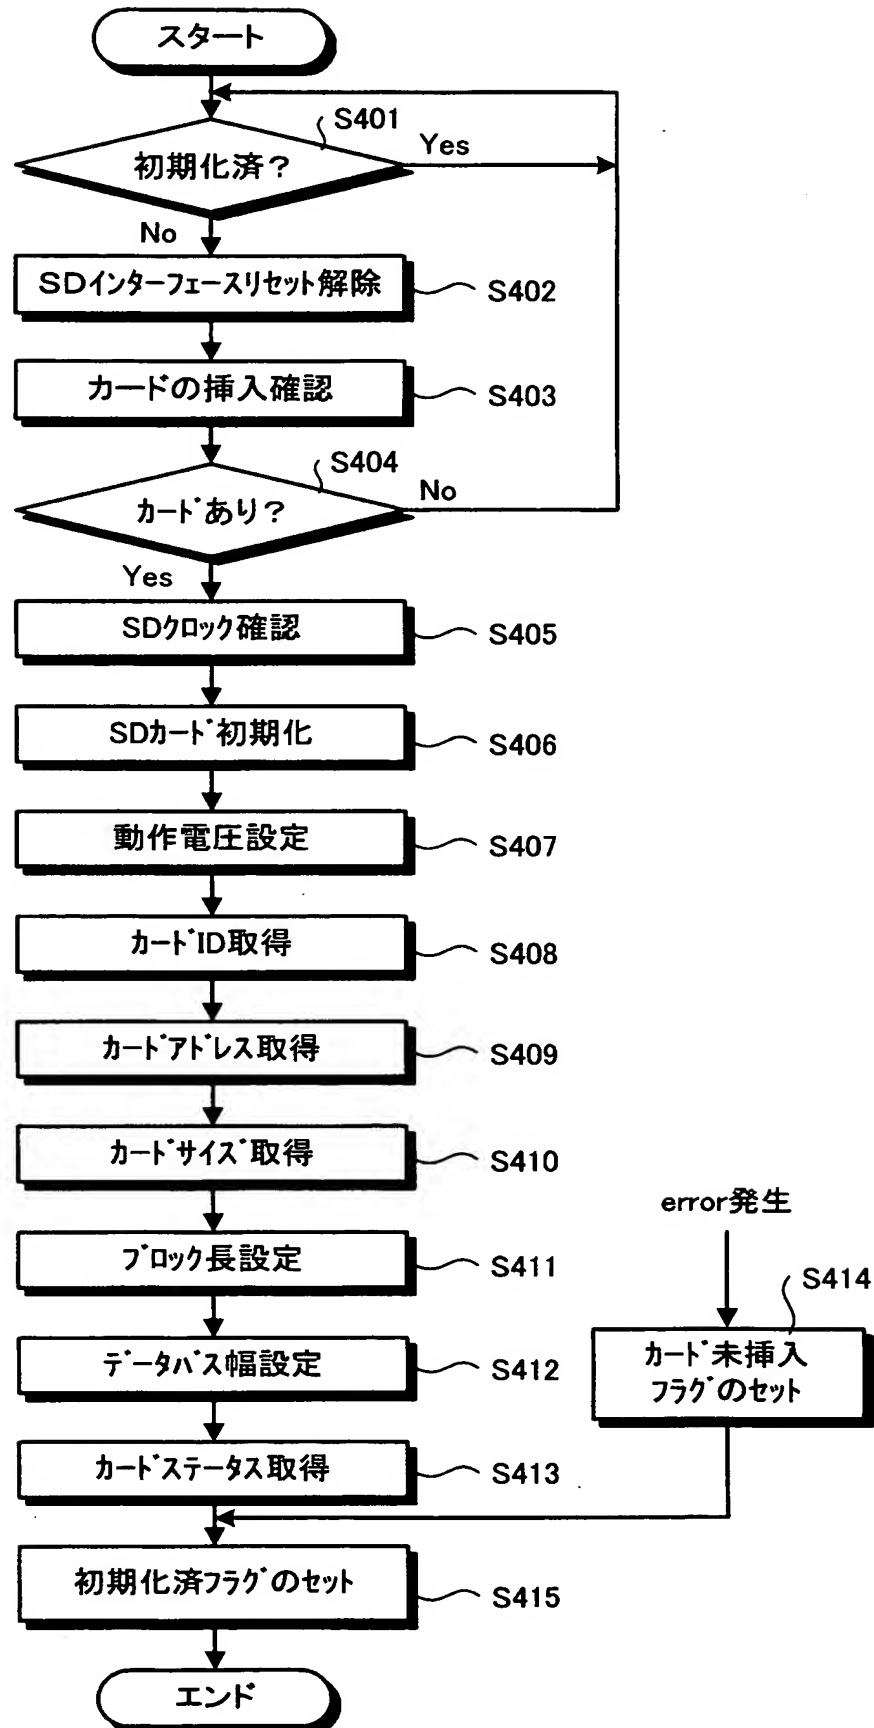 スタート
S401
初期化済?
Yes
No
SDインターフェースリセット解除
S402
カードの挿入確認
S403
S404
カードあり?
No
Yes
SDクロック確認
S405
SDカード初期化
S406
動作電圧設定
S407
カードID取得
S408
カードアドレス取得
S409
カードサイズ取得
S410
error発生
ブロック長設定
S411
S414
カード未挿入
フラグのセット
データバス幅設定
S412
カードステータス取得
S413
初期化済フラグのセット
S415
エンド